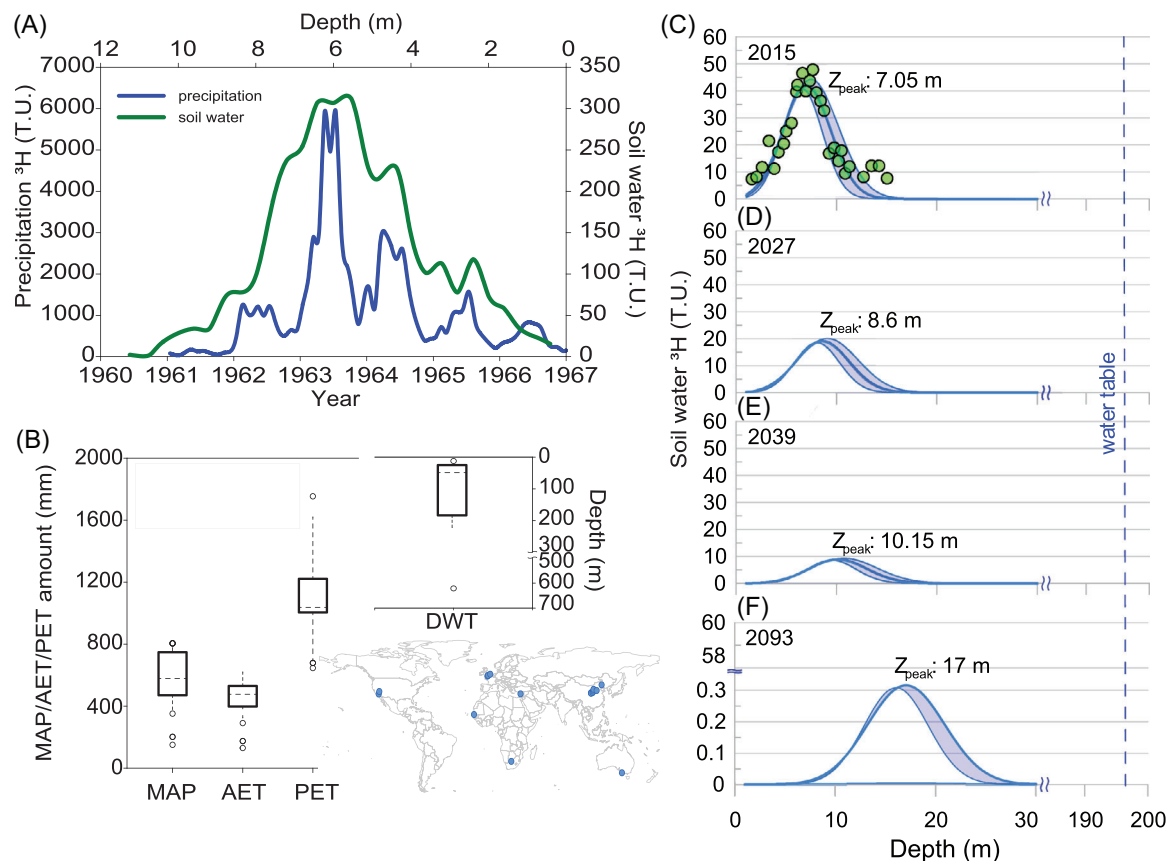 (A)
Depth (m)
12 10 8 6 4 2 0
7000
6000
5000
4000
3000
2000
1000
0
Precipitation ³H (T.U.)
precipitation
soil water
350
300
250
200
150
100
50
0
Soil water ³H (T.U.)
1960 1961 1962 1963 1964 1965 1966 1967
Year
(B)
2000
1600
1200
800
400
0
MAP/AET/PET amount (mm)
MAP AET PET
0
100
200
300
500
600
700
Depth (m)
DWT
(C)
60
50
40
30
20
10
0
2015
Zpeak: 7.05 m
(D)
60
50
40
30
20
10
0
2027
Zpeak: 8.6 m
(E)
60
50
40
30
20
10
0
2039
Zpeak: 10.15 m
(F)
60
58
0.3
0.2
0.1
0
2093
Zpeak: 17 m
Soil water ³H (T.U.)
water table
0 10 20 30 190 200
Depth (m)